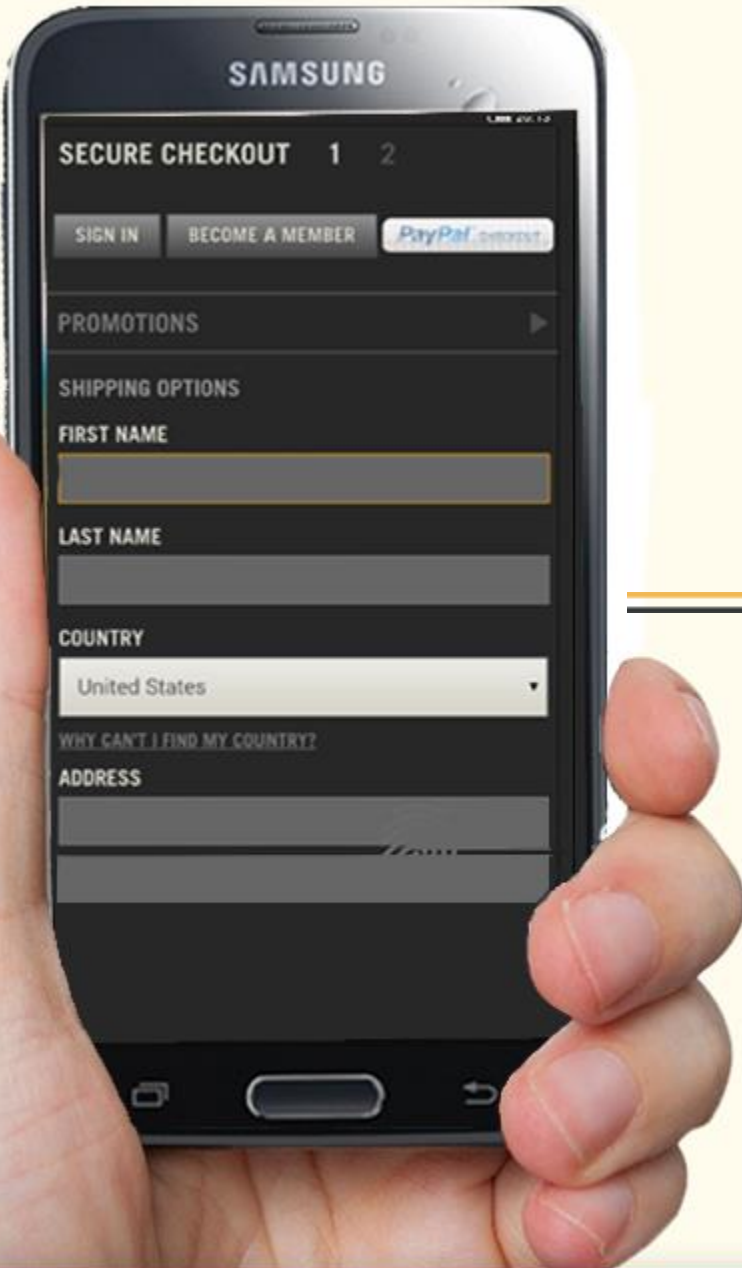 SAMSUNG
SECURE CHECKOUT 1 2
SIGN IN BECOME A MEMBER PayPal CHECKOUT
PROMOTIONS
SHIPPING OPTIONS
FIRST NAME
LAST NAME
COUNTRY
United States
WHY CAN'T I FIND MY COUNTRY?
ADDRESS